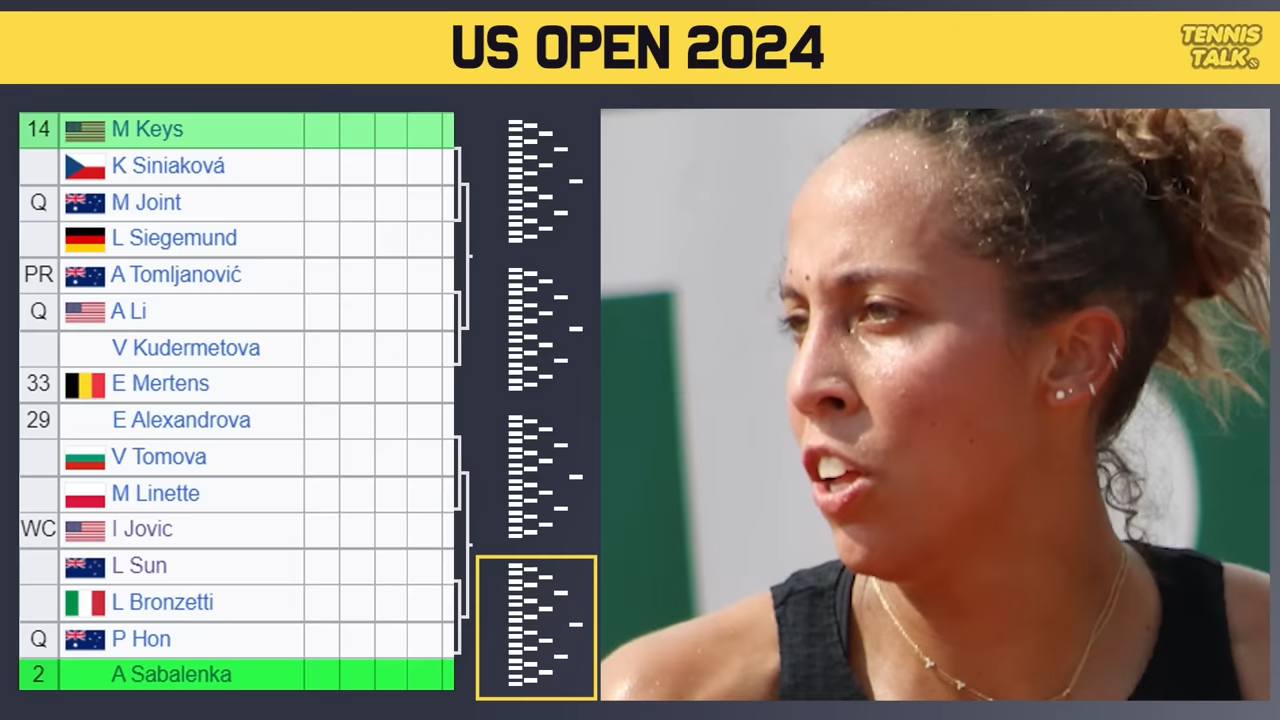 US OPEN 2024
TENNIS
TALK
14 M Keys
K Siniaková
Q M Joint
L Siegemund
PR A Tomljanović
Q A Li
V Kudermetova
33 E Mertens
29 E Alexandrova
V Tomova
M Linette
WC I Jovic
L Sun
L Bronzetti
Q P Hon
2 A Sabalenka